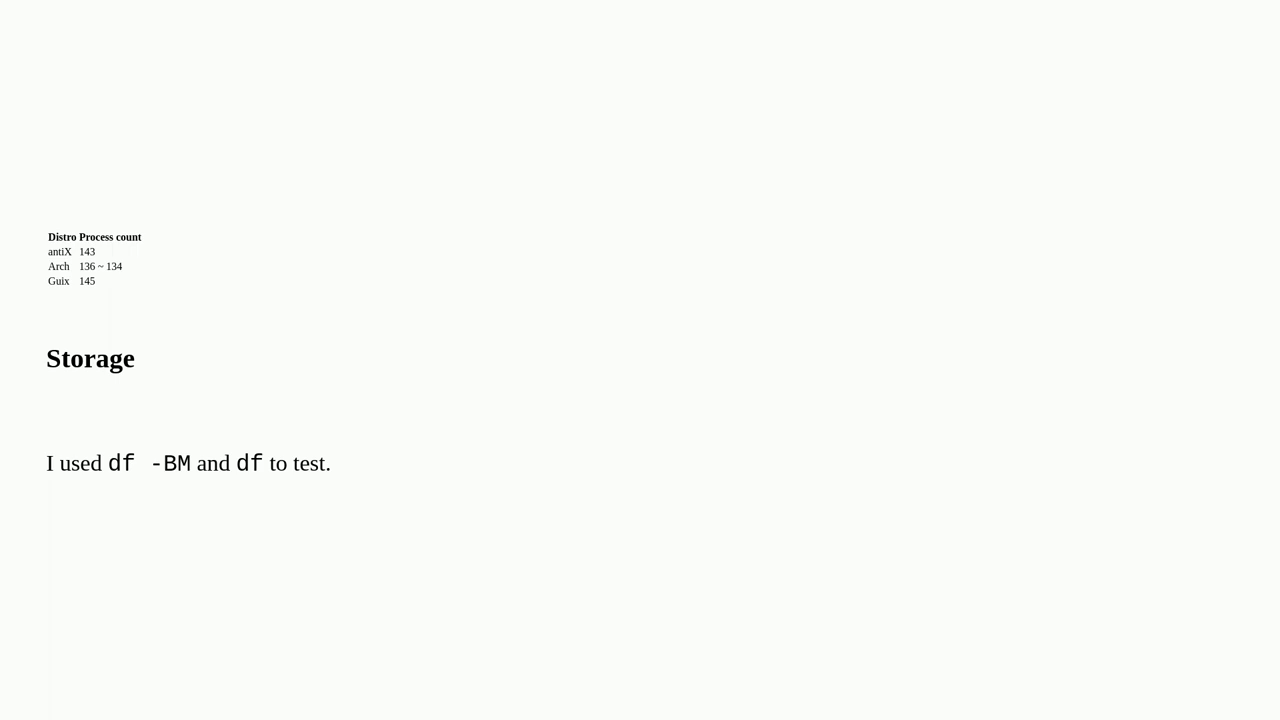 Distro Process count
antiX 143
Arch 136 ~ 134
Guix 145
Storage
I used df -BM and df to test.